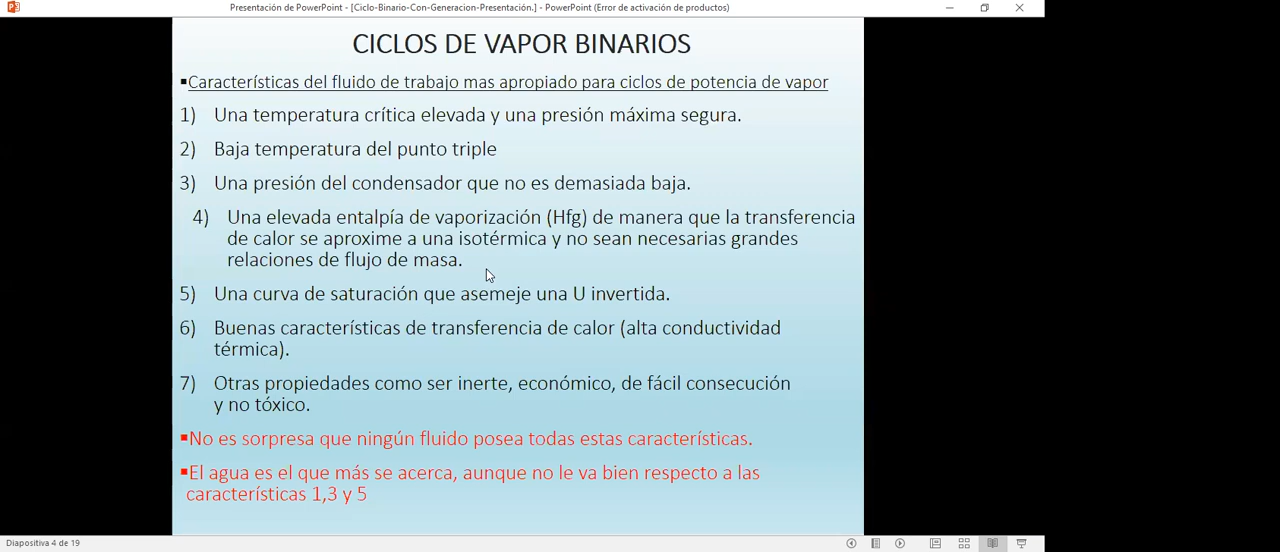 Presentación de PowerPoint - [Ciclo-Binario-Con-Generacion-Presentación.] - PowerPoint (Error de activación de productos)
CICLOS DE VAPOR BINARIOS
▪Características del fluido de trabajo mas apropiado para ciclos de potencia de vapor
1) Una temperatura crítica elevada y una presión máxima segura.
2) Baja temperatura del punto triple
3) Una presión del condensador que no es demasiada baja.
4) Una elevada entalpía de vaporización (Hfg) de manera que la transferencia
de calor se aproxime a una isotérmica y no sean necesarias grandes
relaciones de flujo de masa.
5) Una curva de saturación que asemeje una U invertida.
6) Buenas características de transferencia de calor (alta conductividad
térmica).
7) Otras propiedades como ser inerte, económico, de fácil consecución
y no tóxico.
▪No es sorpresa que ningún fluido posea todas estas características.
▪El agua es el que más se acerca, aunque no le va bien respecto a las
características 1,3 y 5
Diapositiva 4 de 19